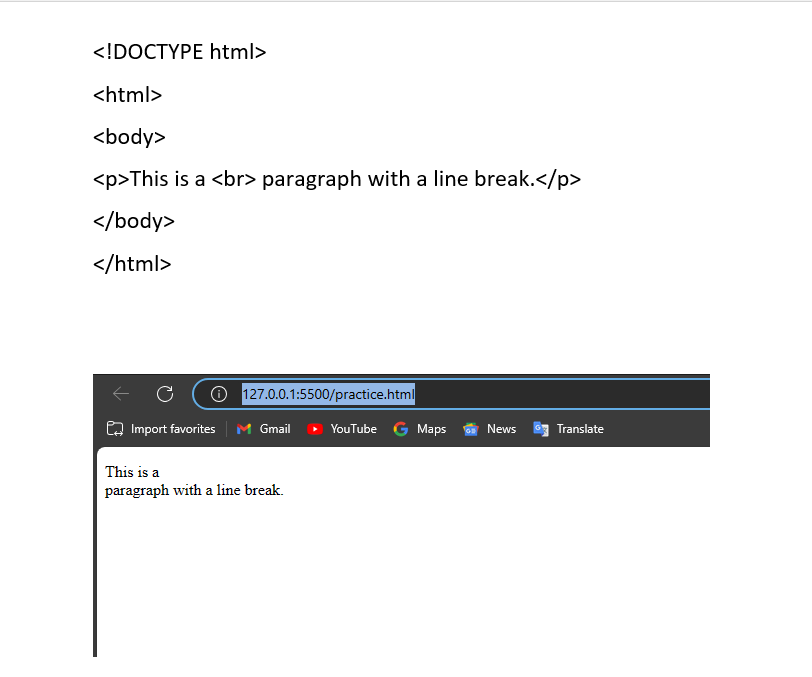 <!DOCTYPE html>
<html>
<body>
<p>This is a <br> paragraph with a line break.</p>
</body>
</html>
127.0.0.1:5500/practice.html
Import favorites Gmail YouTube Maps News Translate
This is a
paragraph with a line break.